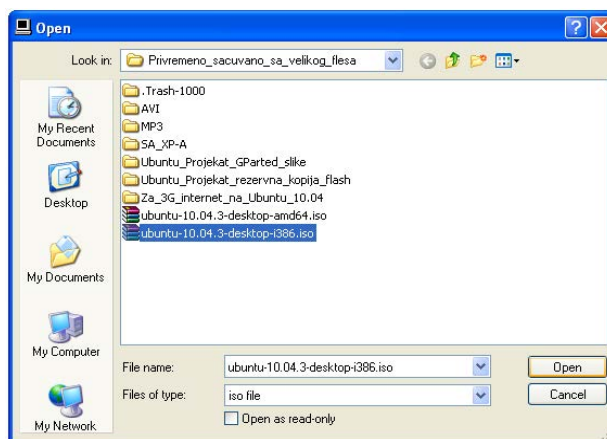 Open
Look in:
Privremeno_sacuvano_sa_velikog_flesa
My Recent
Documents
Desktop
My Documents
My Computer
My Network
.Trash-1000
AVI
MP3
SA_XP-A
Ubuntu_Projekat_GParted_slike
Ubuntu_Projekat_rezervna_kopija_flash
Za_3G_internet_na_Ubuntu_10.04
ubuntu-10.04.3-desktop-amd64.iso
ubuntu-10.04.3-desktop-i386.iso
File name:
ubuntu-10.04.3-desktop-i386.iso
Open
Files of type:
iso file
Cancel
Open as read-only